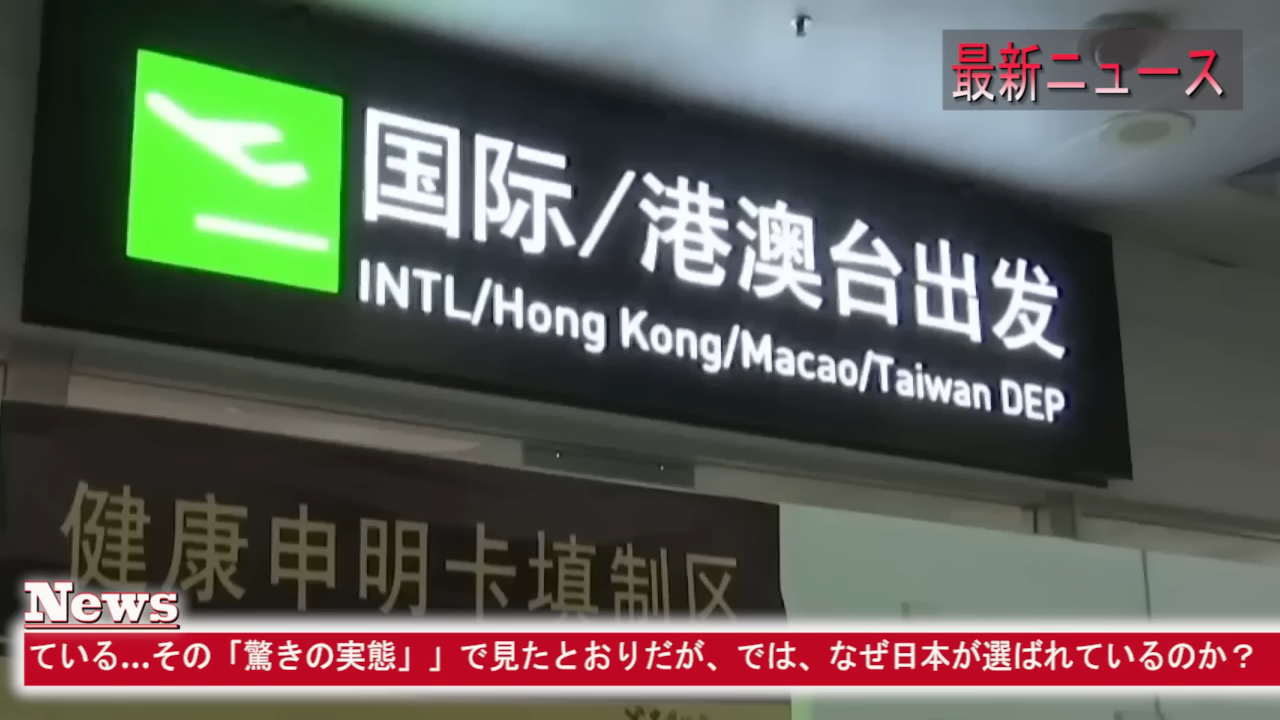 最新ニュース
国际/港澳台出发
INTL/Hong Kong/Macao/Taiwan DEP
健康申明卡填制区
News
ている...その「驚きの実態」」で見たとおりだが、では、なぜ日本が選ばれているのか？